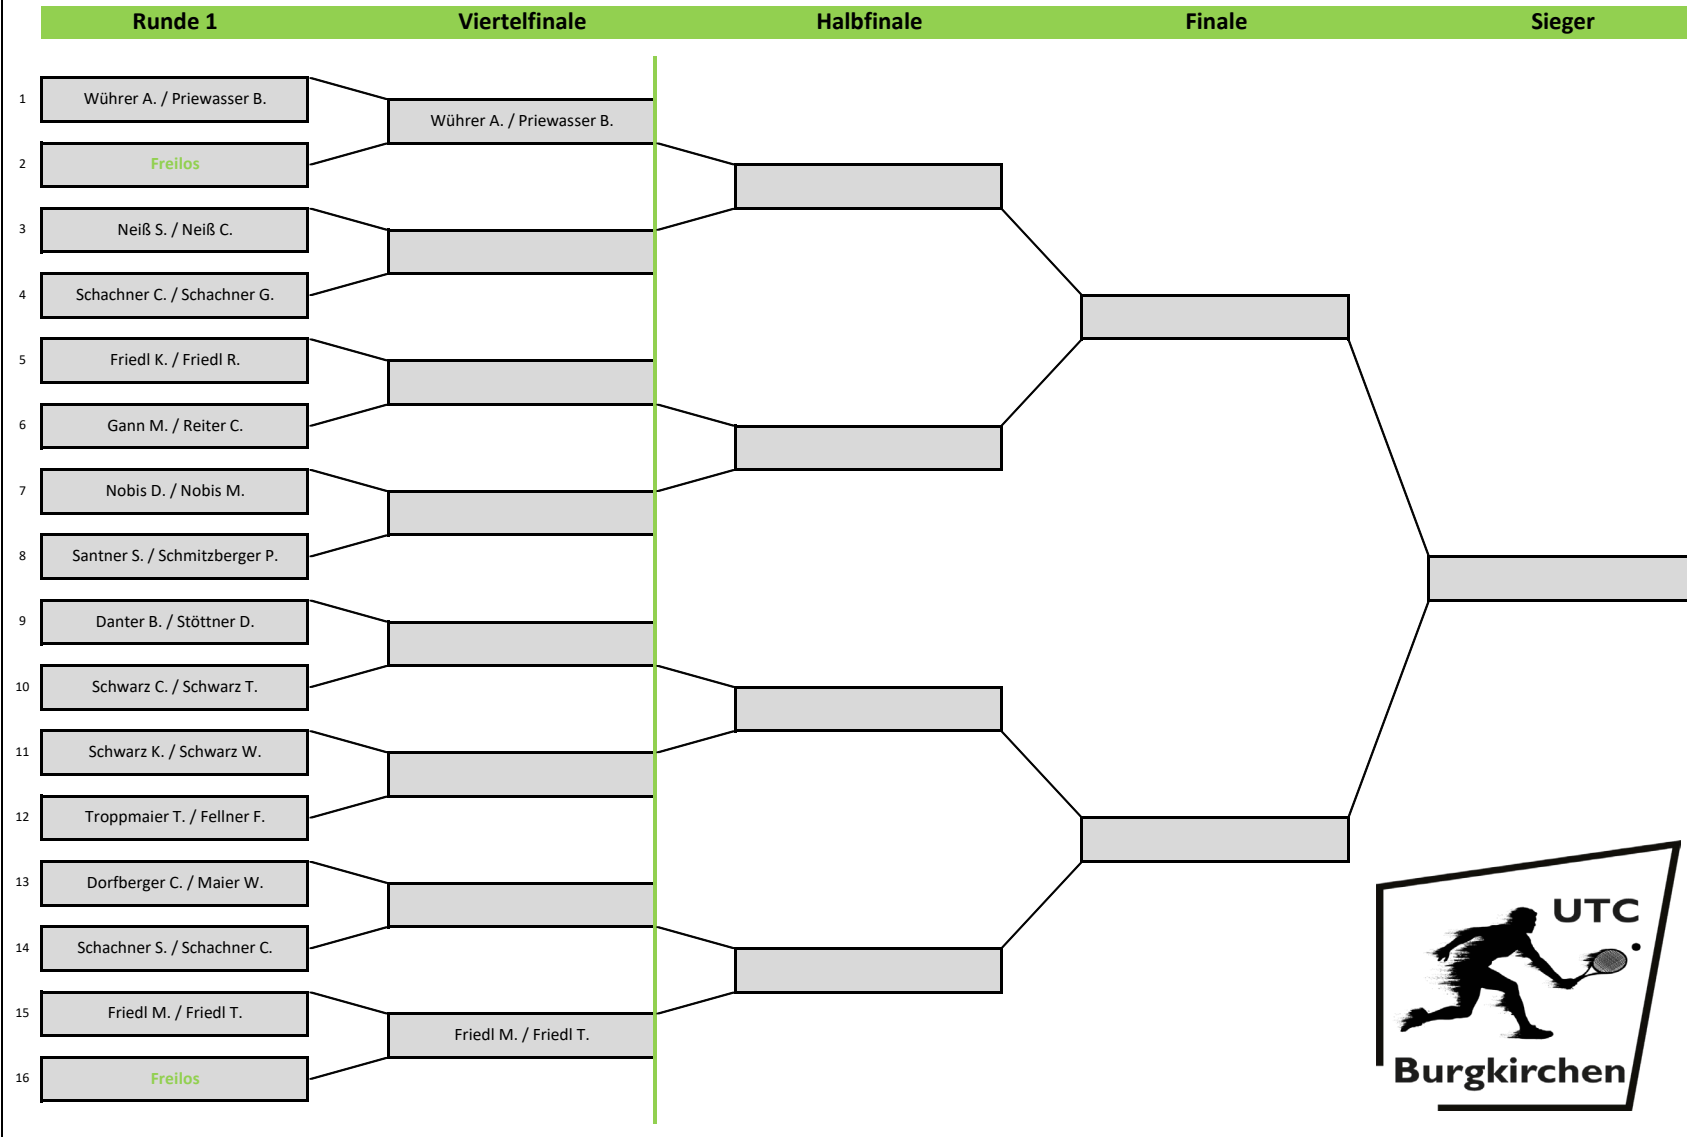 Runde 1 Viertelfinale Halbfinale Finale Sieger
1 Wührer A. / Priewasser B.
Wührer A. / Priewasser B.
2 Freilos
3 Neiß S. / Neiß C.
4 Schachner C. / Schachner G.
5 Friedl K. / Friedl R.
6 Gann M. / Reiter C.
7 Nobis D. / Nobis M.
8 Santner S. / Schmitzberger P.
9 Danter B. / Stöttner D.
10 Schwarz C. / Schwarz T.
11 Schwarz K. / Schwarz W.
12 Troppmaier T. / Fellner F.
13 Dorfberger C. / Maier W.
14 Schachner S. / Schachner C.
15 Friedl M. / Friedl T.
Friedl M. / Friedl T.
16 Freilos
UTC
Burgkirchen